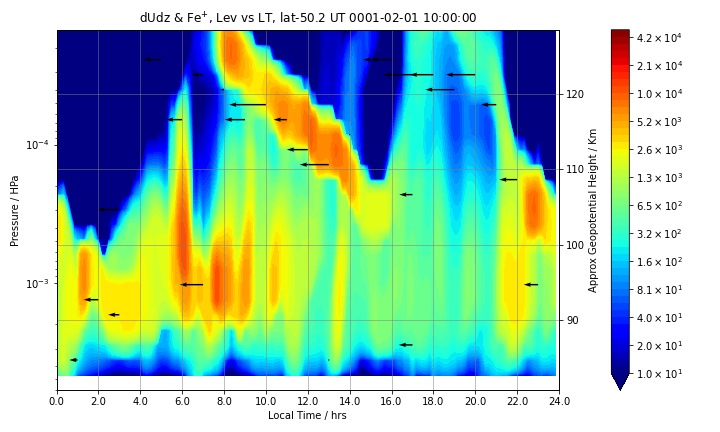 dUdz & Fe⁺, Lev vs LT, lat-50.2 UT 0001-02-01 10:00:00
Pressure / HPa
10⁻⁴
10⁻³
0.0 2.0 4.0 6.0 8.0 10.0 12.0 14.0 16.0 18.0 20.0 22.0 24.0
Local Time / hrs
120
110
100
90
Approx Geopotential Height / Km
4.2 × 10⁴
2.1 × 10⁴
1.0 × 10⁴
5.2 × 10³
2.6 × 10³
1.3 × 10³
6.5 × 10²
3.2 × 10²
1.6 × 10²
8.1 × 10¹
4.0 × 10¹
2.0 × 10¹
1.0 × 10¹